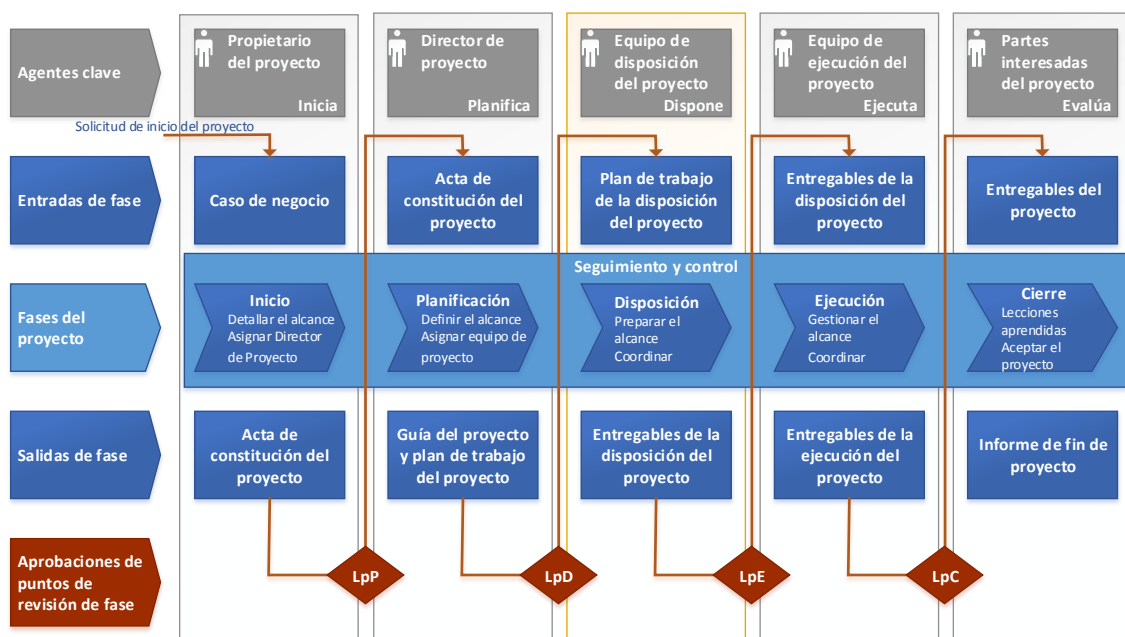 Agentes clave
Propietario
del proyecto
Inicia
Director de
proyecto
Planifica
Equipo de
disposición del
proyecto
Dispone
Equipo de
ejecución del
proyecto
Ejecuta
Partes
interesadas
del proyecto
Evalúa
Solicitud de inicio del proyecto
Entradas de fase
Caso de negocio
Acta de
constitución del
proyecto
Plan de trabajo
de la disposición
del proyecto
Entregables de la
disposición del
proyecto
Entregables del
proyecto
Seguimiento y control
Fases del
proyecto
Inicio
Detallar el alcance
Asignar Director
de Proyecto
Planificación
Definir el alcance
Asignar equipo de
proyecto
Disposición
Preparar el
alcance
Coordinar
Ejecución
Gestionar el
alcance
Coordinar
Cierre
Lecciones
aprendidas
Aceptar el
proyecto
Salidas de fase
Acta de
constitución del
proyecto
Guía del proyecto
y plan de trabajo
del proyecto
Entregables de la
disposición del
proyecto
Entregables de la
ejecución del
proyecto
Informe de fin de
proyecto
Aprobaciones de
puntos de
revisión de fase
LpP
LpD
LpE
LpC